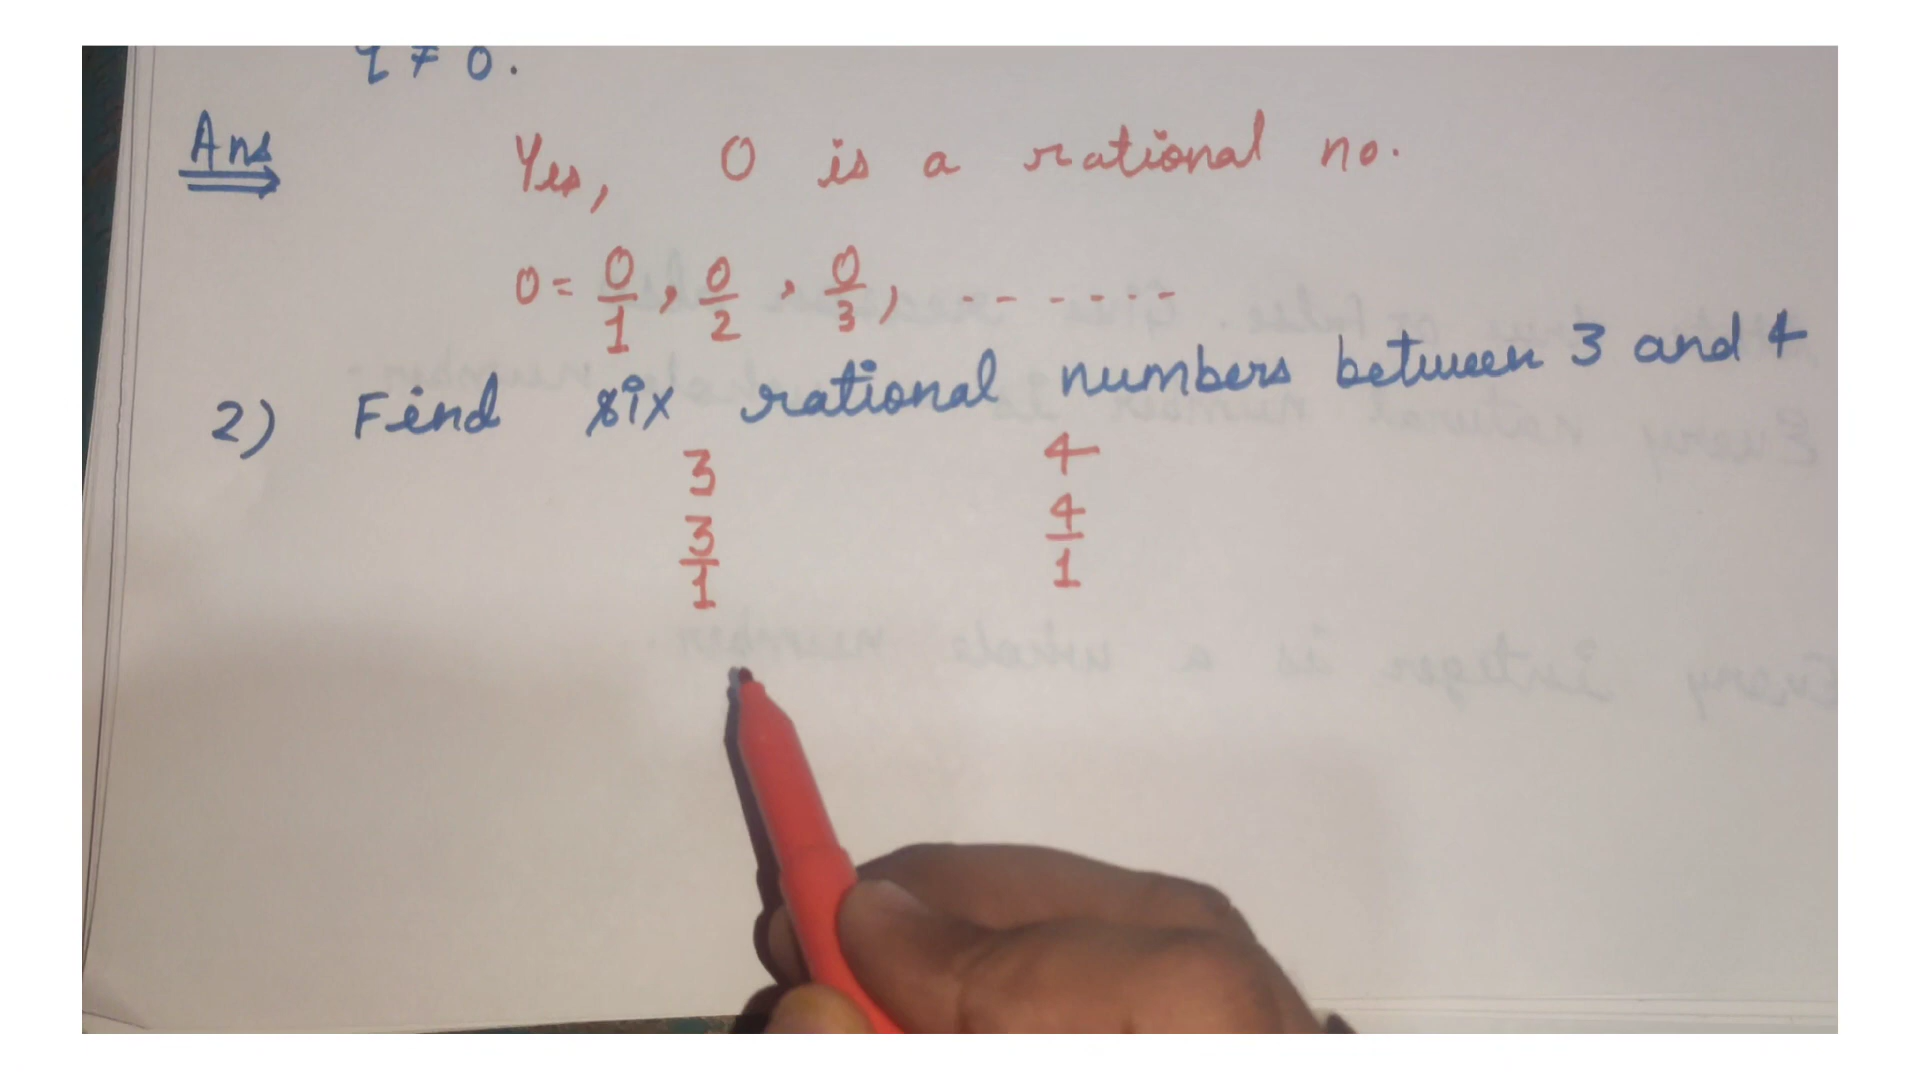 q ≠ 0.
Ans Yes, 0 is a rational no.
0 = 0/1, 0/2, 0/3, -------
2) Find six rational numbers between 3 and 4
3 4
3/1 4/1